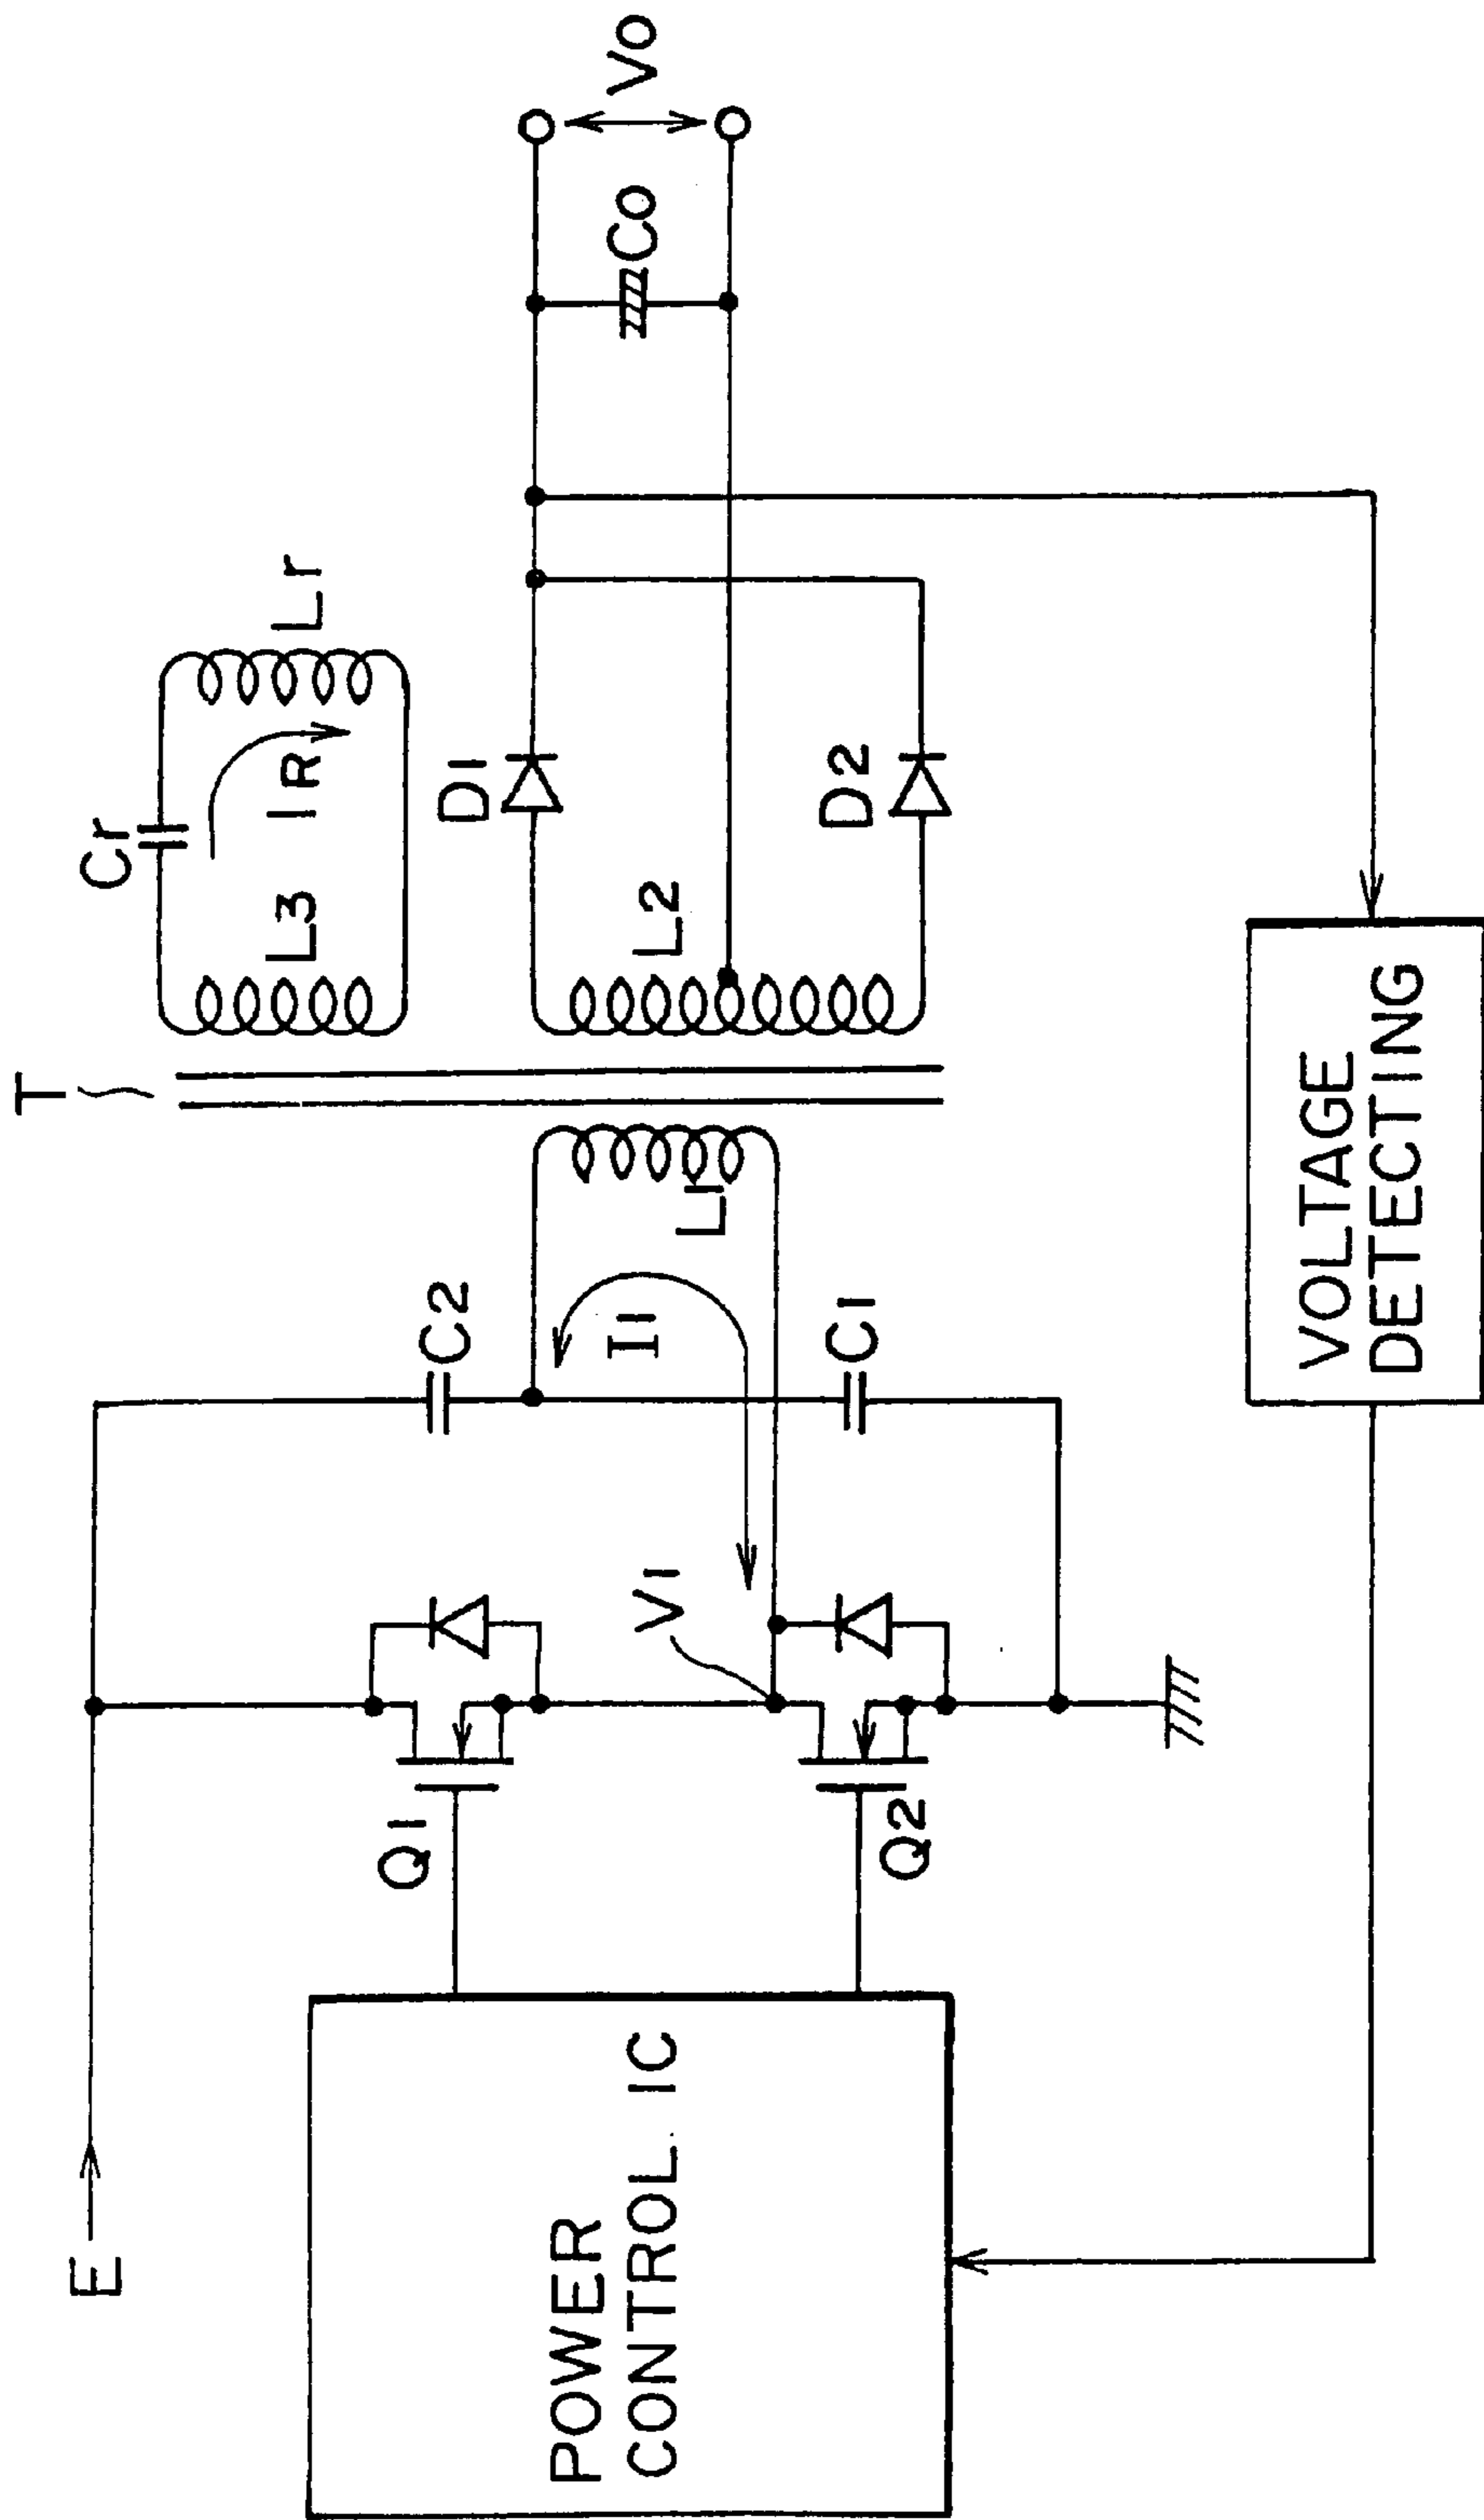 T
E
Cr
L3
IR
Lr
C2
I1
L1
L2
D1
D2
Co
Vo
Q1
V1
C1
Q2
POWER
CONTROL IC
VOLTAGE
DETECTING